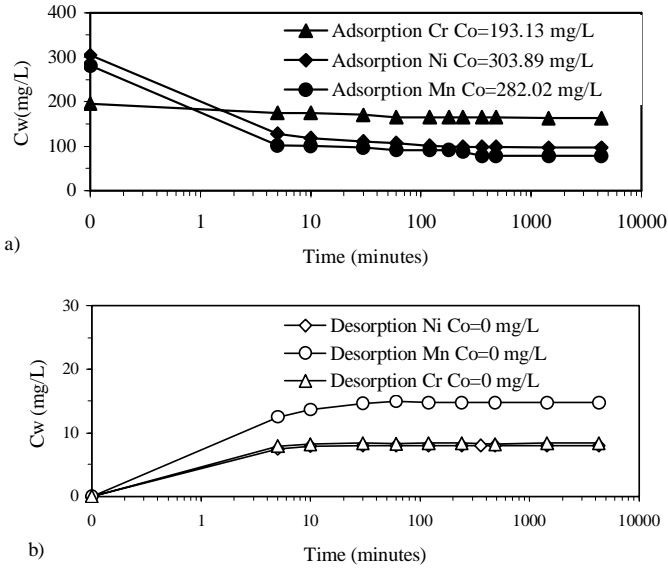 400
300
200
100
0
Cw(mg/L)
Adsorption Cr Co=193.13 mg/L
Adsorption Ni Co=303.89 mg/L
Adsorption Mn Co=282.02 mg/L
0 1 10 100 1000 10000
Time (minutes)
a)
30
20
10
0
Cw (mg/L)
Desorption Ni Co=0 mg/L
Desorption Mn Co=0 mg/L
Desorption Cr Co=0 mg/L
0 1 10 100 1000 10000
Time (minutes)
b)